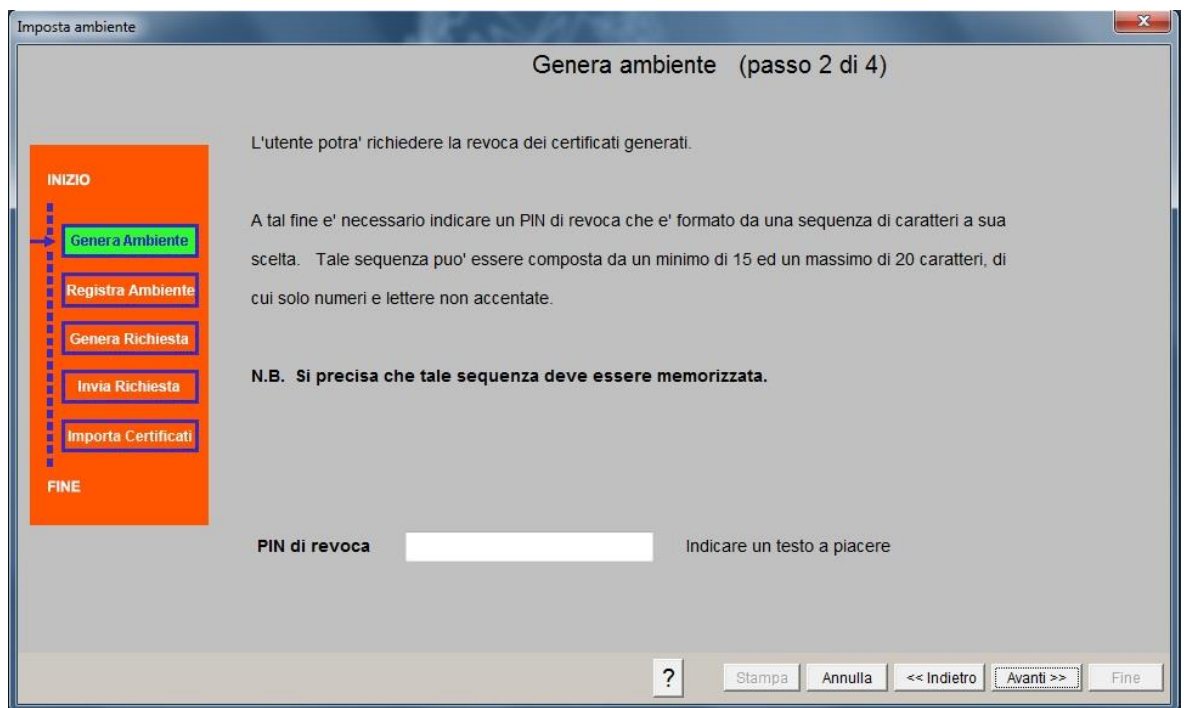 Imposta ambiente
x
Genera ambiente (passo 2 di 4)
L'utente potra' richiedere la revoca dei certificati generati.
INIZIO
A tal fine e' necessario indicare un PIN di revoca che e' formato da una sequenza di caratteri a sua
scelta. Tale sequenza puo' essere composta da un minimo di 15 ed un massimo di 20 caratteri, di
cui solo numeri e lettere non accentate.
Genera Ambiente
Registra Ambiente
Genera Richiesta
Invia Richiesta
Importa Certificati
FINE
N.B. Si precisa che tale sequenza deve essere memorizzata.
PIN di revoca
Indicare un testo a piacere
?
Stampa
Annulla
<< Indietro
Avanti >>
Fine